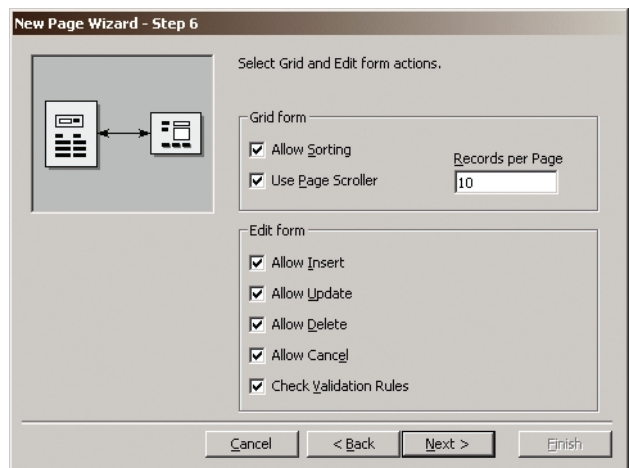 New Page Wizard - Step 6
Select Grid and Edit form actions.
Grid form
Allow Sorting
Records per Page
Use Page Scroller
10
Edit form
Allow Insert
Allow Update
Allow Delete
Allow Cancel
Check Validation Rules
Cancel
< Back
Next >
Finish